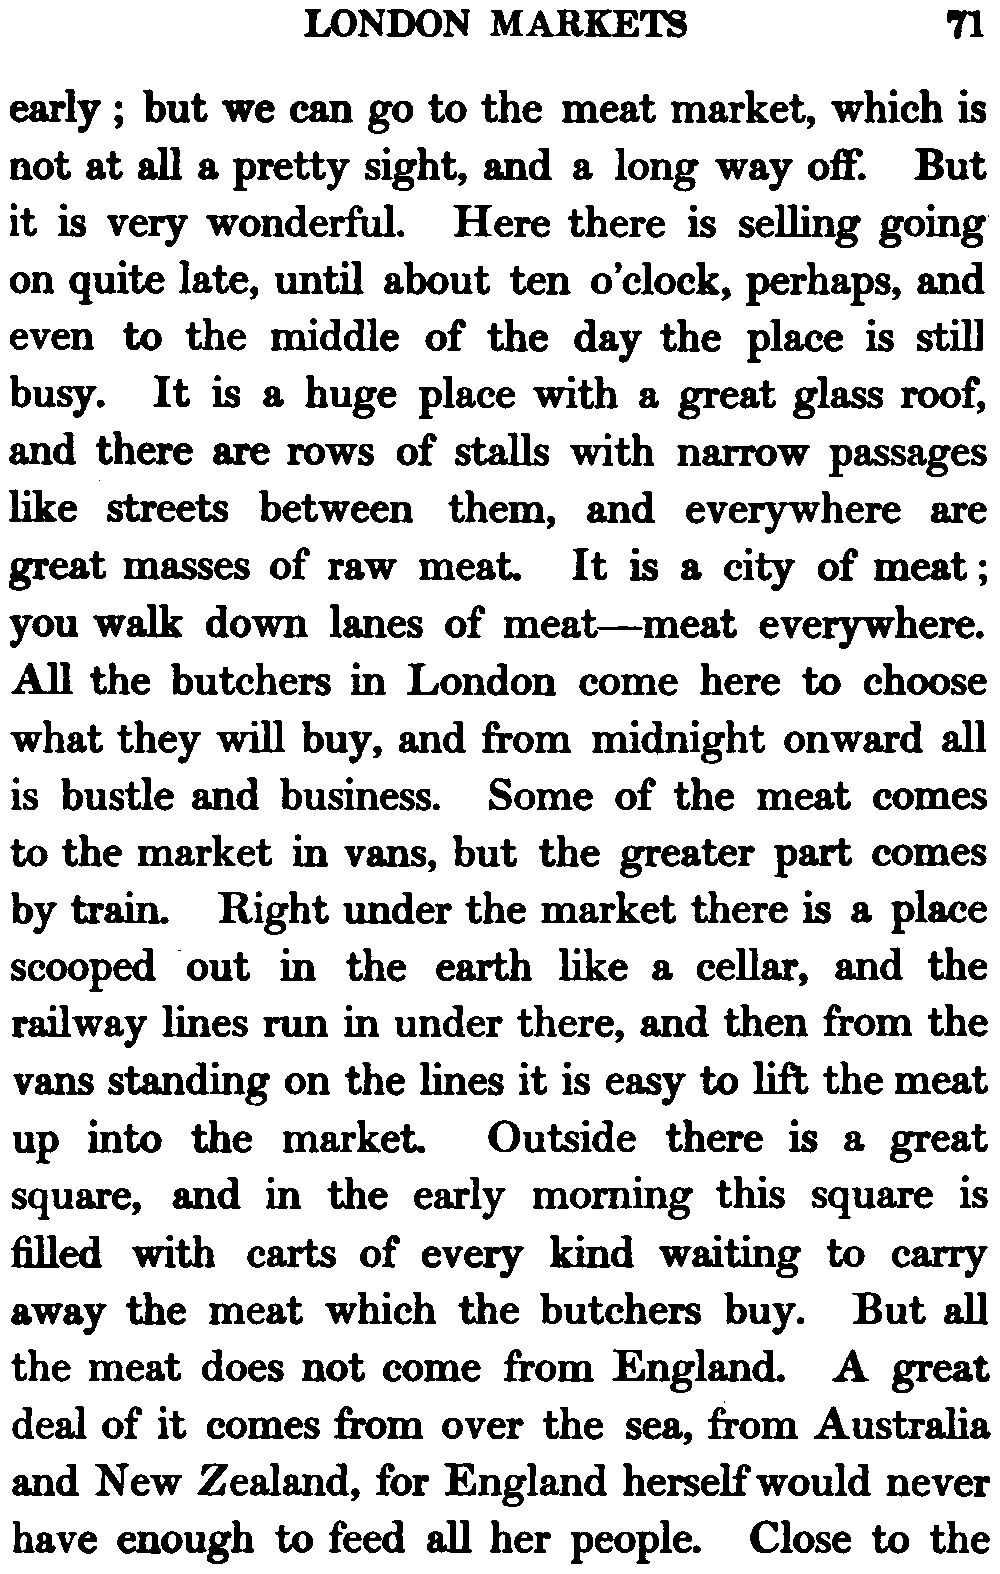 LONDON MARKETS 71
early ; but we can go to the meat market, which is
not at all a pretty sight, and a long way off. But
it is very wonderful. Here there is selling going
on quite late, until about ten o'clock, perhaps, and
even to the middle of the day the place is still
busy. It is a huge place with a great glass roof,
and there are rows of stalls with narrow passages
like streets between them, and everywhere are
great masses of raw meat. It is a city of meat ;
you walk down lanes of meat—meat everywhere.
All the butchers in London come here to choose
what they will buy, and from midnight onward all
is bustle and business. Some of the meat comes
to the market in vans, but the greater part comes
by train. Right under the market there is a place
scooped out in the earth like a cellar, and the
railway lines run in under there, and then from the
vans standing on the lines it is easy to lift the meat
up into the market. Outside there is a great
square, and in the early morning this square is
filled with carts of every kind waiting to carry
away the meat which the butchers buy. But all
the meat does not come from England. A great
deal of it comes from over the sea, from Australia
and New Zealand, for England herself would never
have enough to feed all her people. Close to the